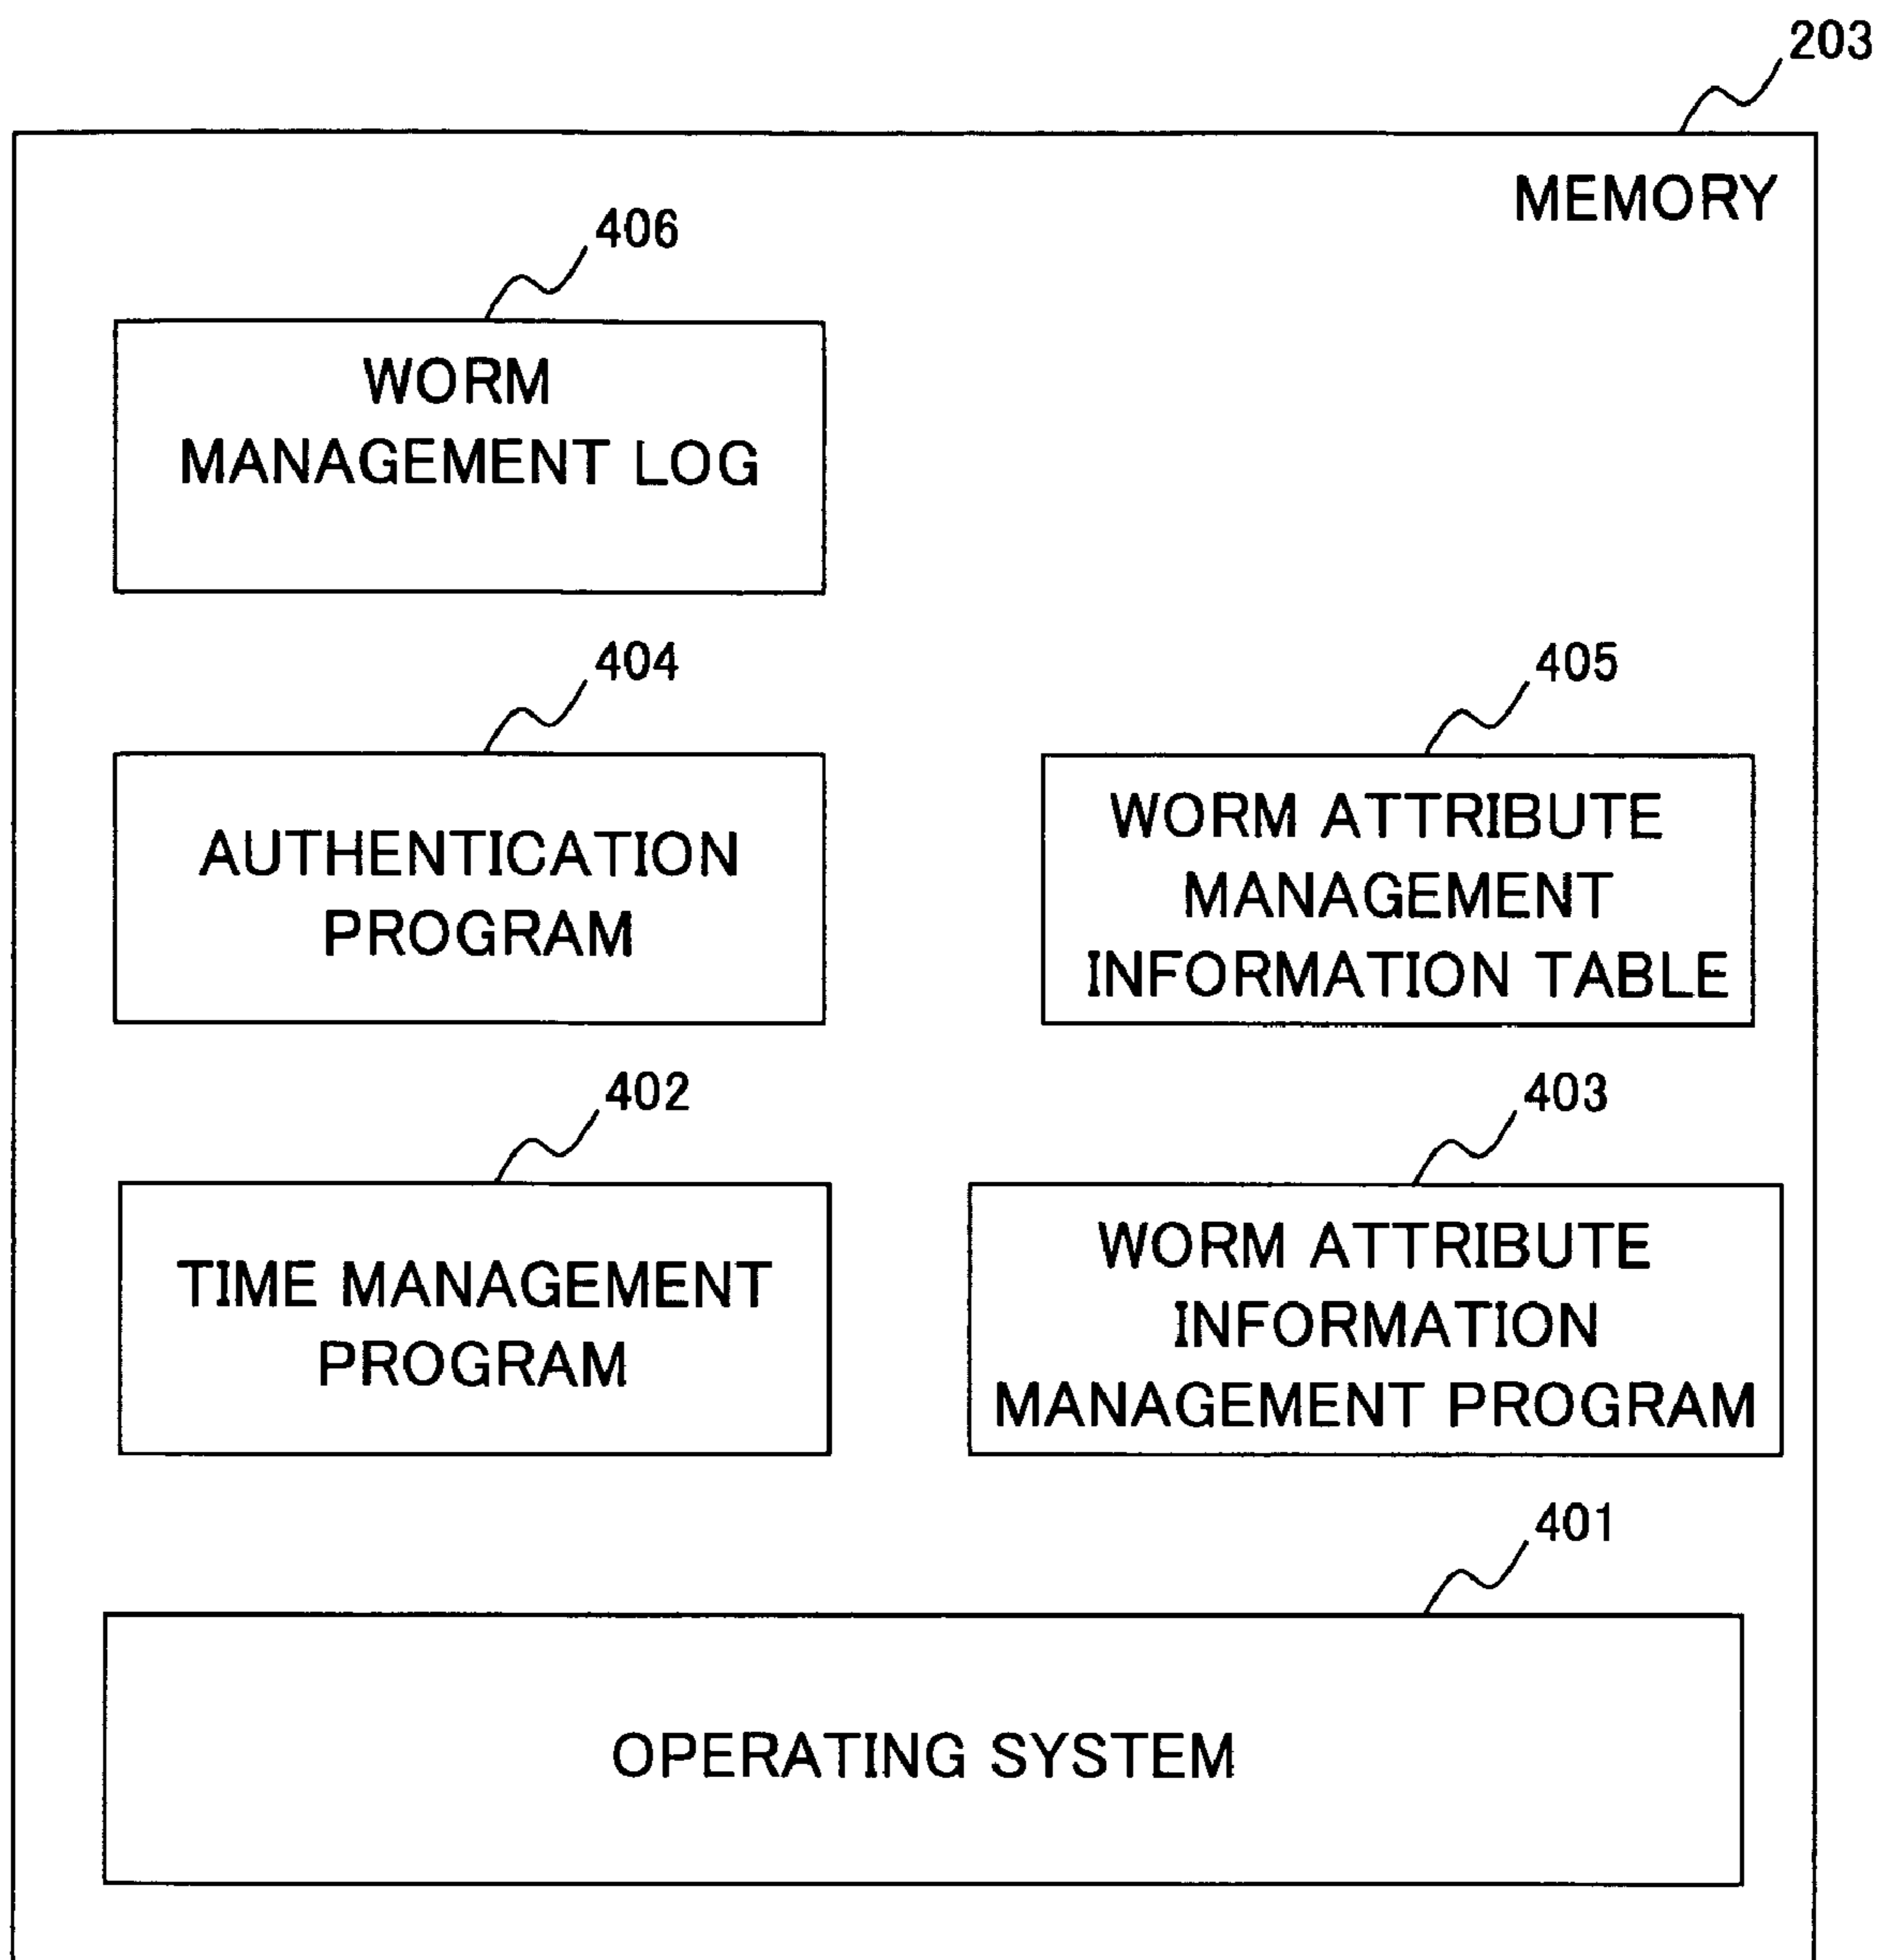 203
MEMORY
406
WORM
MANAGEMENT LOG
404
AUTHENTICATION
PROGRAM
405
WORM ATTRIBUTE
MANAGEMENT
INFORMATION TABLE
402
TIME MANAGEMENT
PROGRAM
403
WORM ATTRIBUTE
INFORMATION
MANAGEMENT PROGRAM
401
OPERATING SYSTEM